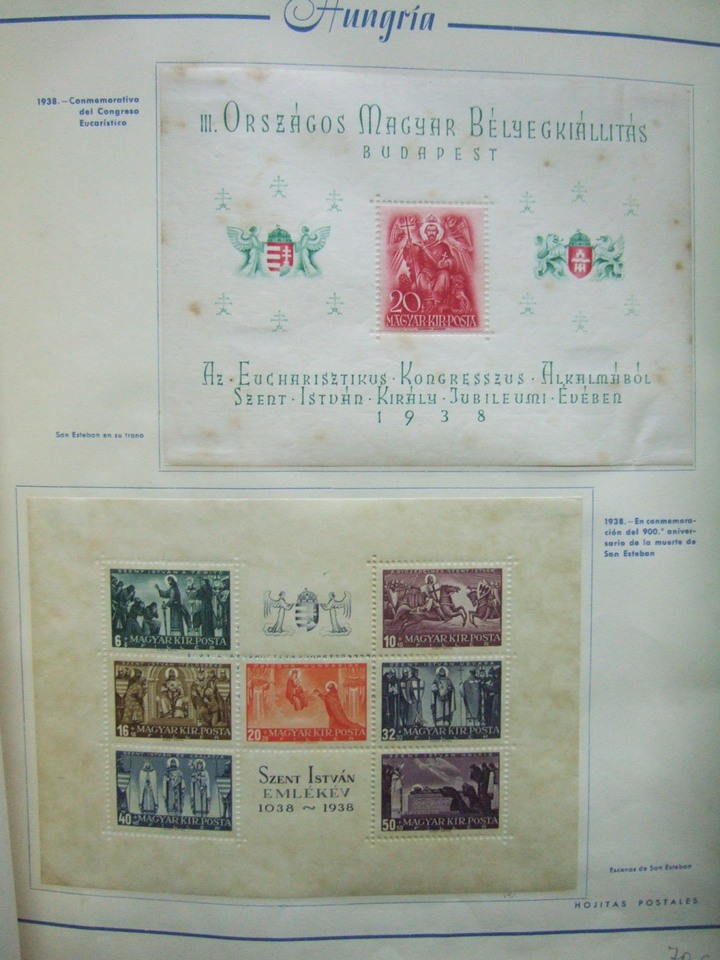 Hungría
1938.—Conmemorativo
del Congreso
Eucarístico
III. ORSZÁGOS MAGYAR BÉLYEGKIÁLLITÁS
BUDAPEST
20
MAGYAR·KIR·POSTA
AZ·EUCHARISZTIKUS·KONGRESSZUS·ALKALMÁBÓL
SZENT·ISTVÁN·KIRÁLY·JUBILEUMI·ÉVÉBEN
1938
San Esteban en su trono
1938.—En conmemora-
ción del 900.° aniver-
sario de la muerte de
San Esteban
6+ MAGYAR KIR. POSTA
10+ MAGYAR KIR. POSTA
16+ MAGYAR KIR. POSTA
20+ MAGYAR KIR. POSTA
32+ MAGYAR KIR. POSTA
40+ MAGYAR KIR. POSTA
SZENT ISTVÁN
EMLÉKÉV
1038 ~ 1938
50+ MAGYAR KIR. POSTA
Escenas de San Esteban
HOJITAS POSTALES